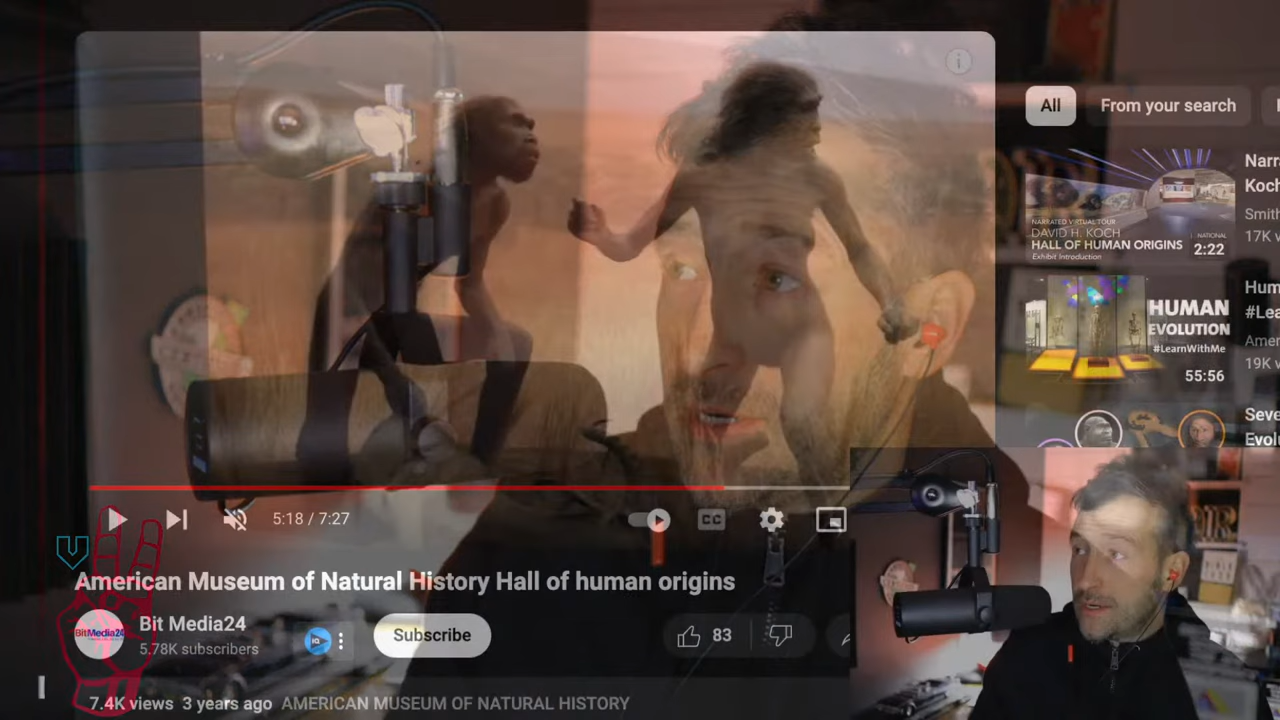 All
From your search
Narra
Koch
Smith
17K v
NARRATED VIRTUAL TOUR
DAVID H. KOCH
HALL OF HUMAN ORIGINS
Exhibit Introduction
NATIONAL
2:22
Hum
#Lea
Amer
19K v
HUMAN
EVOLUTION
#LearnWithMe
55:56
Seve
Evol
5:18 / 7:27
CC
American Museum of Natural History Hall of human origins
BitMedia24
Bit Media24
5.78K subscribers
IQ
Subscribe
83
7.4K views 3 years ago AMERICAN MUSEUM OF NATURAL HISTORY